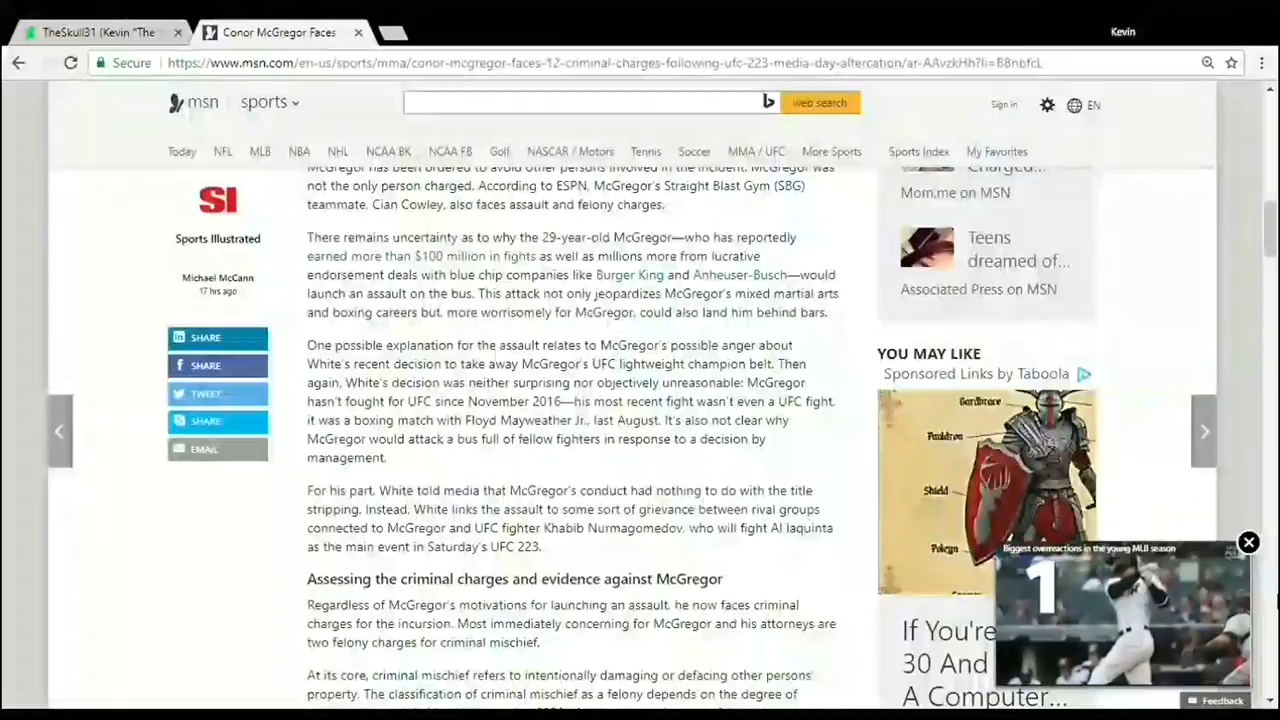 TheSkull31 (Kevin "The
Conor McGregor Faces
Kevin
Secure
https://www.msn.com/en-us/sports/mma/conor-mcgregor-faces-12-criminal-charges-following-ufc-223-media-day-altercation/ar-AAvzkHh?li=BBnbfcL
msn
sports
web search
Sign in
EN
Today NFL MLB NBA NHL NCAA BK NCAA FB Golf NASCAR / Motors Tennis Soccer MMA / UFC More Sports Sports Index My Favorites
SI
Sports Illustrated
Michael McCann
17 hrs ago
SHARE
SHARE
TWEET
SHARE
EMAIL
McGregor has been ordered to avoid other persons involved in the incident. McGregor was
not the only person charged. According to ESPN, McGregor's Straight Blast Gym (SBG)
teammate, Cian Cowley, also faces assault and felony charges.
There remains uncertainty as to why the 29-year-old McGregor—who has reportedly
earned more than $100 million in fights as well as millions more from lucrative
endorsement deals with blue chip companies like Burger King and Anheuser-Busch—would
launch an assault on the bus. This attack not only jeopardizes McGregor's mixed martial arts
and boxing careers but, more worrisomely for McGregor, could also land him behind bars.
One possible explanation for the assault relates to McGregor's possible anger about
White's recent decision to take away McGregor's UFC lightweight champion belt. Then
again, White's decision was neither surprising nor objectively unreasonable: McGregor
hasn't fought for UFC since November 2016—his most recent fight wasn't even a UFC fight,
it was a boxing match with Floyd Mayweather Jr., last August. It's also not clear why
McGregor would attack a bus full of fellow fighters in response to a decision by
management.
For his part, White told media that McGregor's conduct had nothing to do with the title
stripping. Instead, White links the assault to some sort of grievance between rival groups
connected to McGregor and UFC fighter Khabib Nurmagomedov, who will fight Al Iaquinta
as the main event in Saturday's UFC 223.
Assessing the criminal charges and evidence against McGregor
Regardless of McGregor's motivations for launching an assault, he now faces criminal
charges for the incursion. Most immediately concerning for McGregor and his attorneys are
two felony charges for criminal mischief.
At its core, criminal mischief refers to intentionally damaging or defacing other persons'
property. The classification of criminal mischief as a felony depends on the degree of
Charged...
Mom.me on MSN
Teens
dreamed of...
Associated Press on MSN
YOU MAY LIKE
Sponsored Links by Taboola
Gardbrace
Pauldron
Shield
Poleyn
Biggest overreactions in the young MLB season
1
If You're
30 And
A Computer...
Feedback